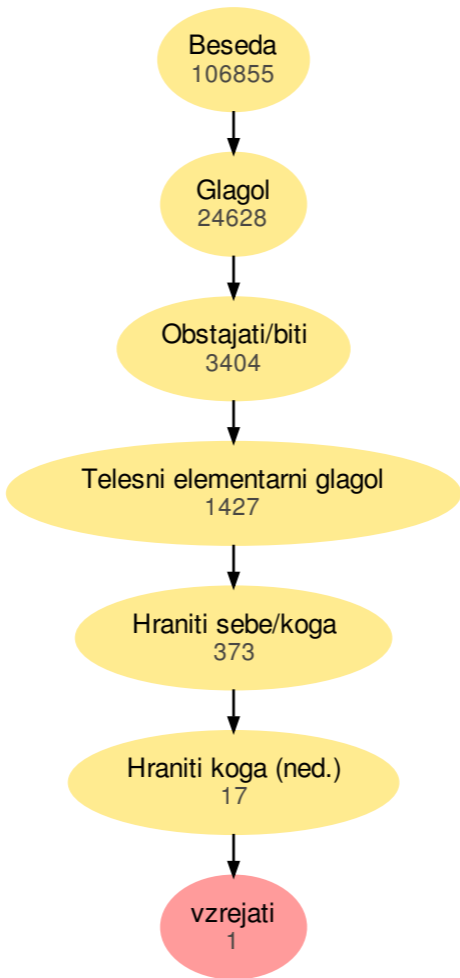 Beseda
106855
Glagol
24628
Obstajati/biti
3404
Telesni elementarni glagol
1427
Hraniti sebe/koga
373
Hraniti koga (ned.)
17
vzrejati
1